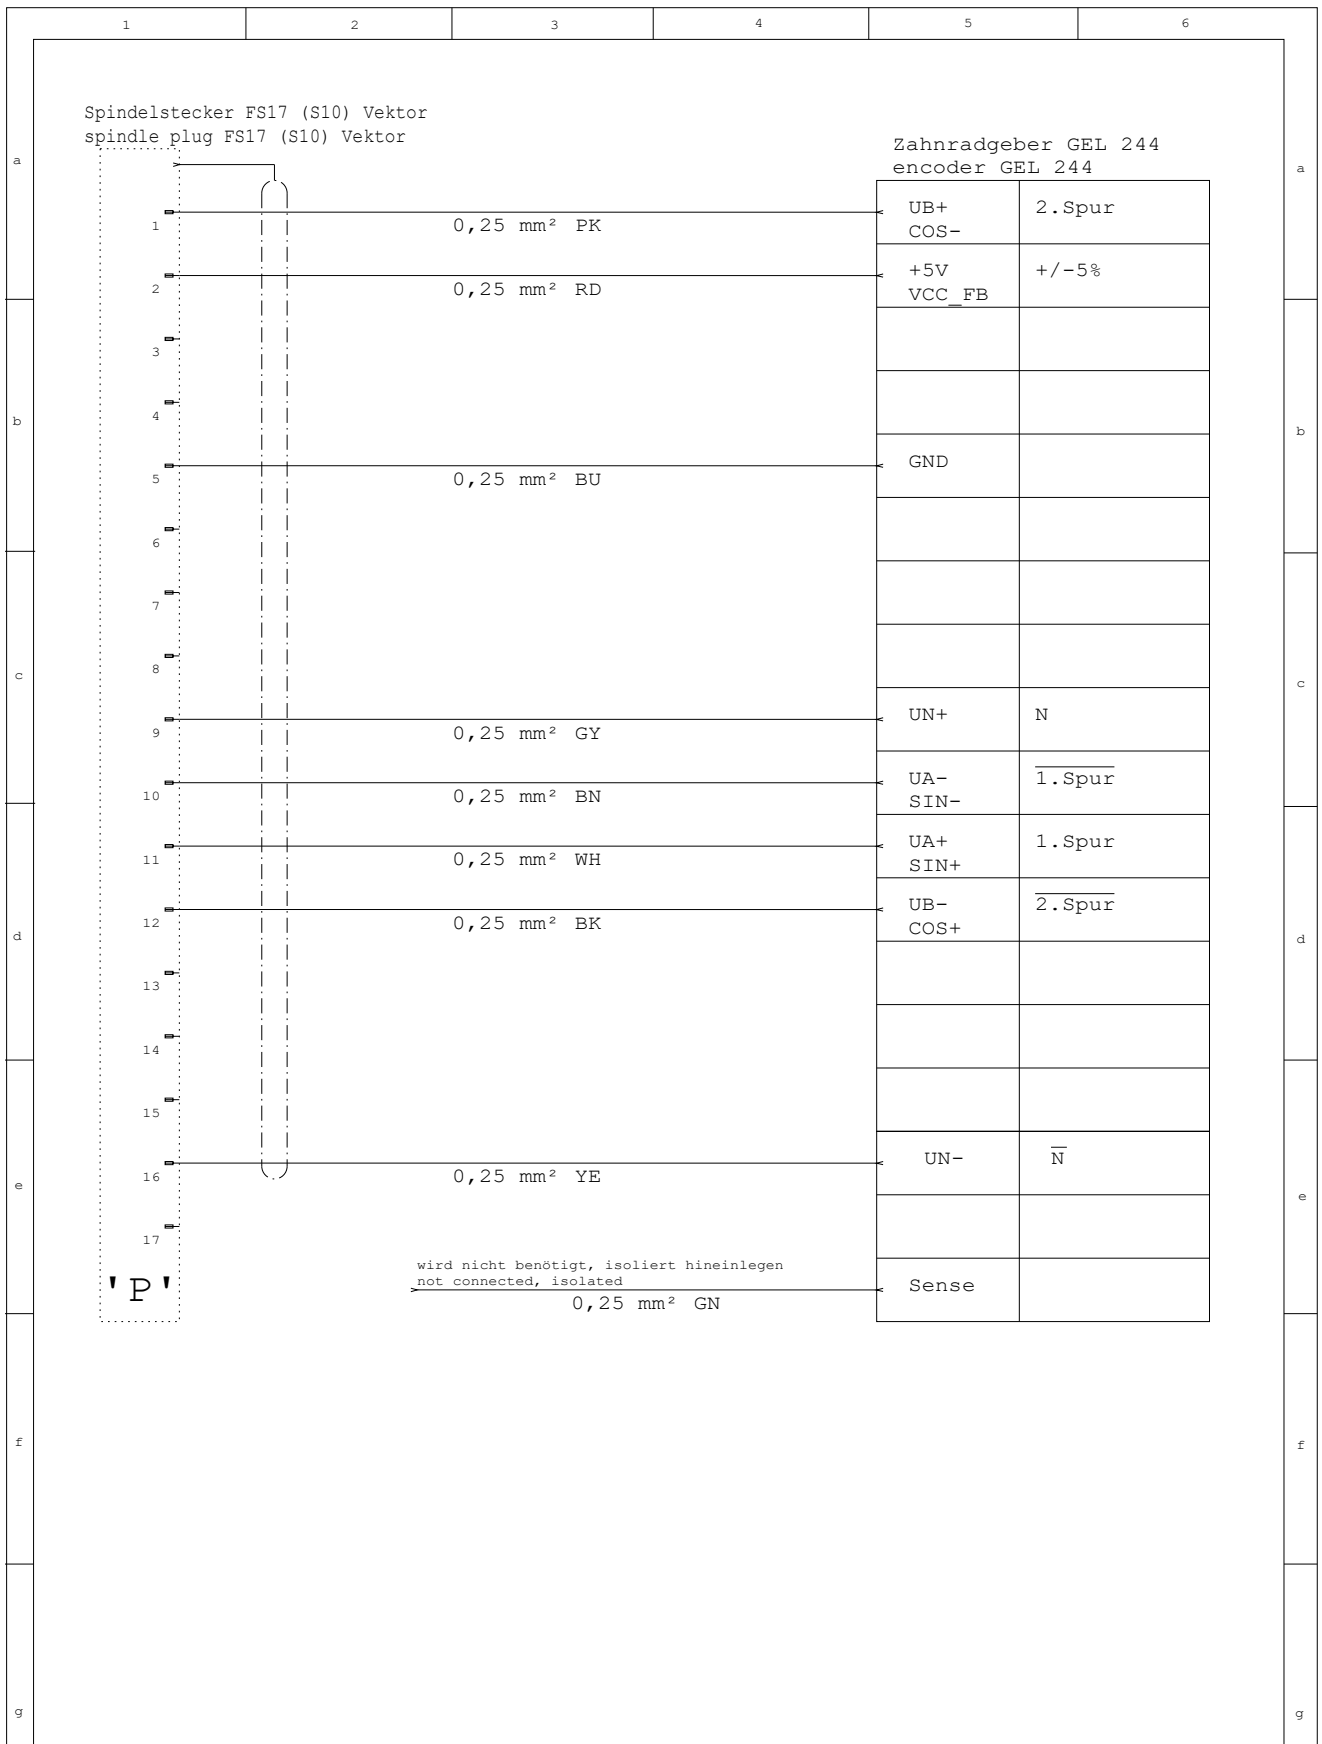 1 2 3 4 5 6
Spindelstecker FS17 (S10) Vektor
spindle plug FS17 (S10) Vektor
Zahnradgeber GEL 244
encoder GEL 244
a a
1 0,25 mm² PK UB+ 2.Spur
COS-
2 0,25 mm² RD +5V +/-5%
VCC_FB
3
4
b b
5 0,25 mm² BU GND
6
7
8
c c
9 0,25 mm² GY UN+ N
10 0,25 mm² BN UA- 1.Spur
SIN-
11 0,25 mm² WH UA+ 1.Spur
SIN+
12 0,25 mm² BK UB- 2.Spur
COS+
d d
13
14
15
16 0,25 mm² YE UN- N
e e
17
wird nicht benötigt, isoliert hineinlegen
not connected, isolated
'P' 0,25 mm² GN Sense
f f
g g